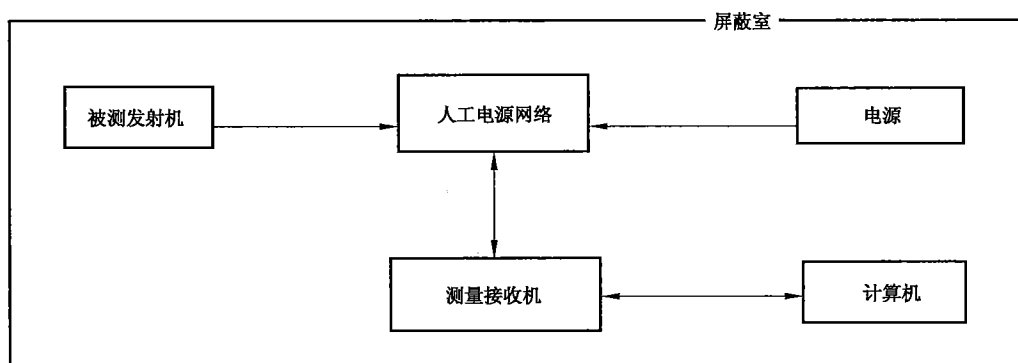 屏蔽室
被测发射机
人工电源网络
电源
测量接收机
计算机